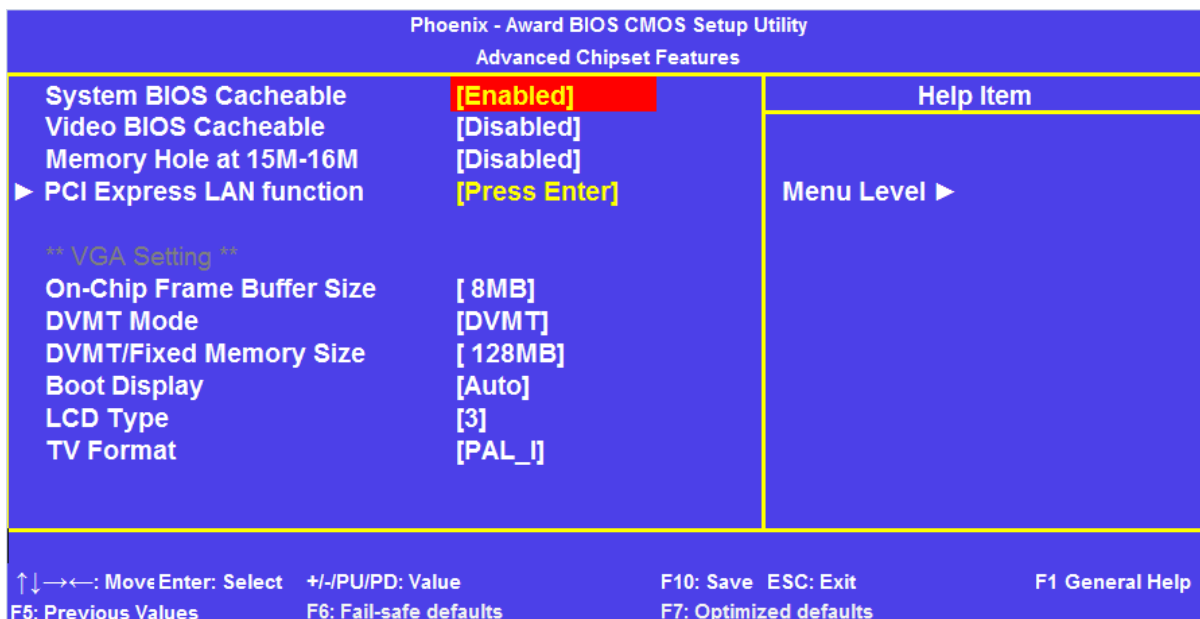 Phoenix - Award BIOS CMOS Setup Utility
Advanced Chipset Features
System BIOS Cacheable [Enabled]
Video BIOS Cacheable [Disabled]
Memory Hole at 15M-16M [Disabled]
► PCI Express LAN function [Press Enter]
** VGA Setting **
On-Chip Frame Buffer Size [ 8MB]
DVMT Mode [DVMT]
DVMT/Fixed Memory Size [ 128MB]
Boot Display [Auto]
LCD Type [3]
TV Format [PAL_I]
Help Item
Menu Level ►
↑↓→←: Move Enter: Select +/-/PU/PD: Value F10: Save ESC: Exit F1 General Help
F5: Previous Values F6: Fail-safe defaults F7: Optimized defaults